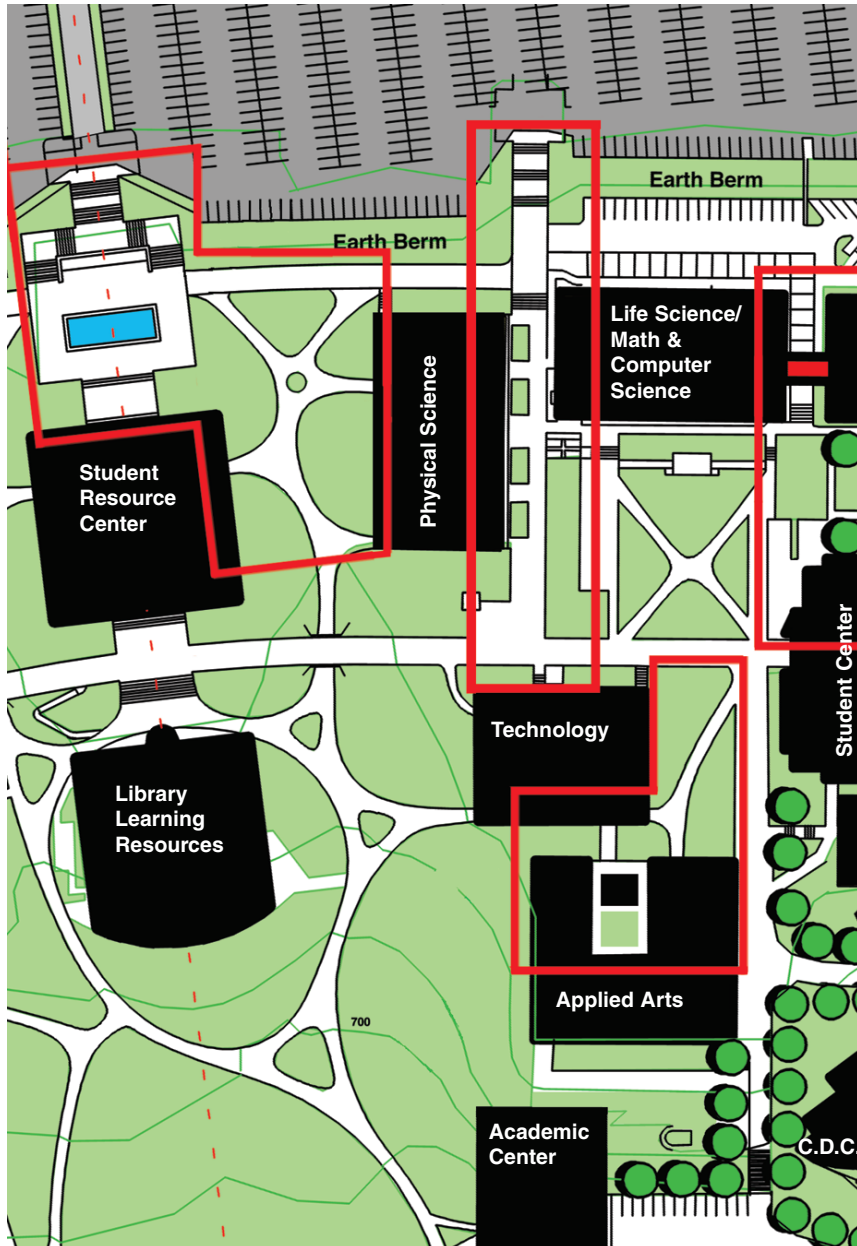 Earth Berm
Earth Berm
Life Science/
Math &
Computer
Science
Physical Science
Student
Resource
Center
Student Center
Technology
Library
Learning
Resources
Applied Arts
700
Academic
Center
C.D.C.